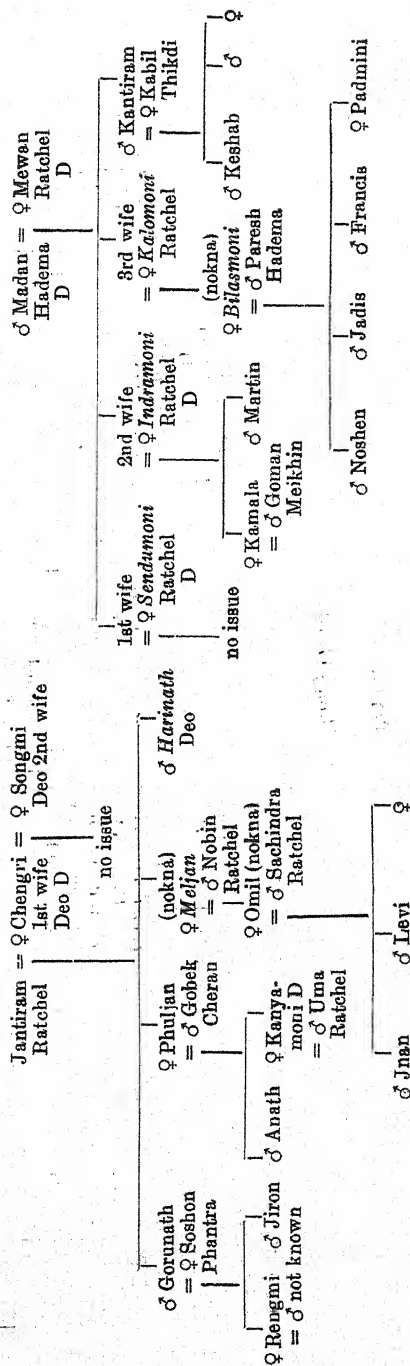 Jantiram = ♀ Chengri = ♀ Songmi
Ratchel 1st wife Deo 2nd wife
Deo D
no issue
♂ Gorunath ♀ Phuljan (nokna) ♂ Harinath
= ♀ Soshon = ♂ Gobek ♀ Meljan Deo
Phantra Cheran = ♂ Nobin
Ratchel
♀ Rengmi ♂ Jiron ♂ Anath ♀ Kanya- ♀ Omil (nokna)
= ♂ not known moni D = ♂ Sachindra
= ♂ Uma Ratchel
Ratchel
♂ Jnan ♂ Levi ♀
♂ Madan = ♀ Mewan
Hadema Ratchel
D D
1st wife 2nd wife 3rd wife ♂ Kantiram
= ♀ Sendumoni = ♀ Indramoni = ♀ Kalomoni = ♀ Kabil
Ratchel Ratchel Ratchel Thikdi
D D
no issue ♀ Kamala ♂ Martin (nokna) ♂ Keshab ♂ ♀
= ♂ Goman ♀ Bilasmoni
Meikhin = ♂ Paresh
Hadema
♂ Noshen ♂ Jadis ♂ Francis ♀ Padmini